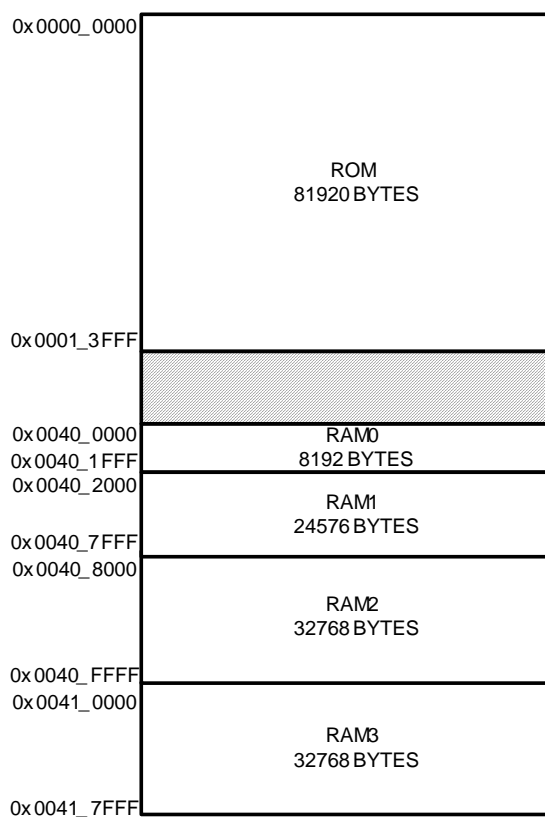 0x0000_0000
ROM
81920 BYTES
0x0001_3FFF
0x0040_0000
RAM0
0x0040_1FFF
8192 BYTES
0x0040_2000
RAM1
24576 BYTES
0x0040_7FFF
0x0040_8000
RAM2
32768 BYTES
0x0040_FFFF
0x0041_0000
RAM3
32768 BYTES
0x0041_7FFF